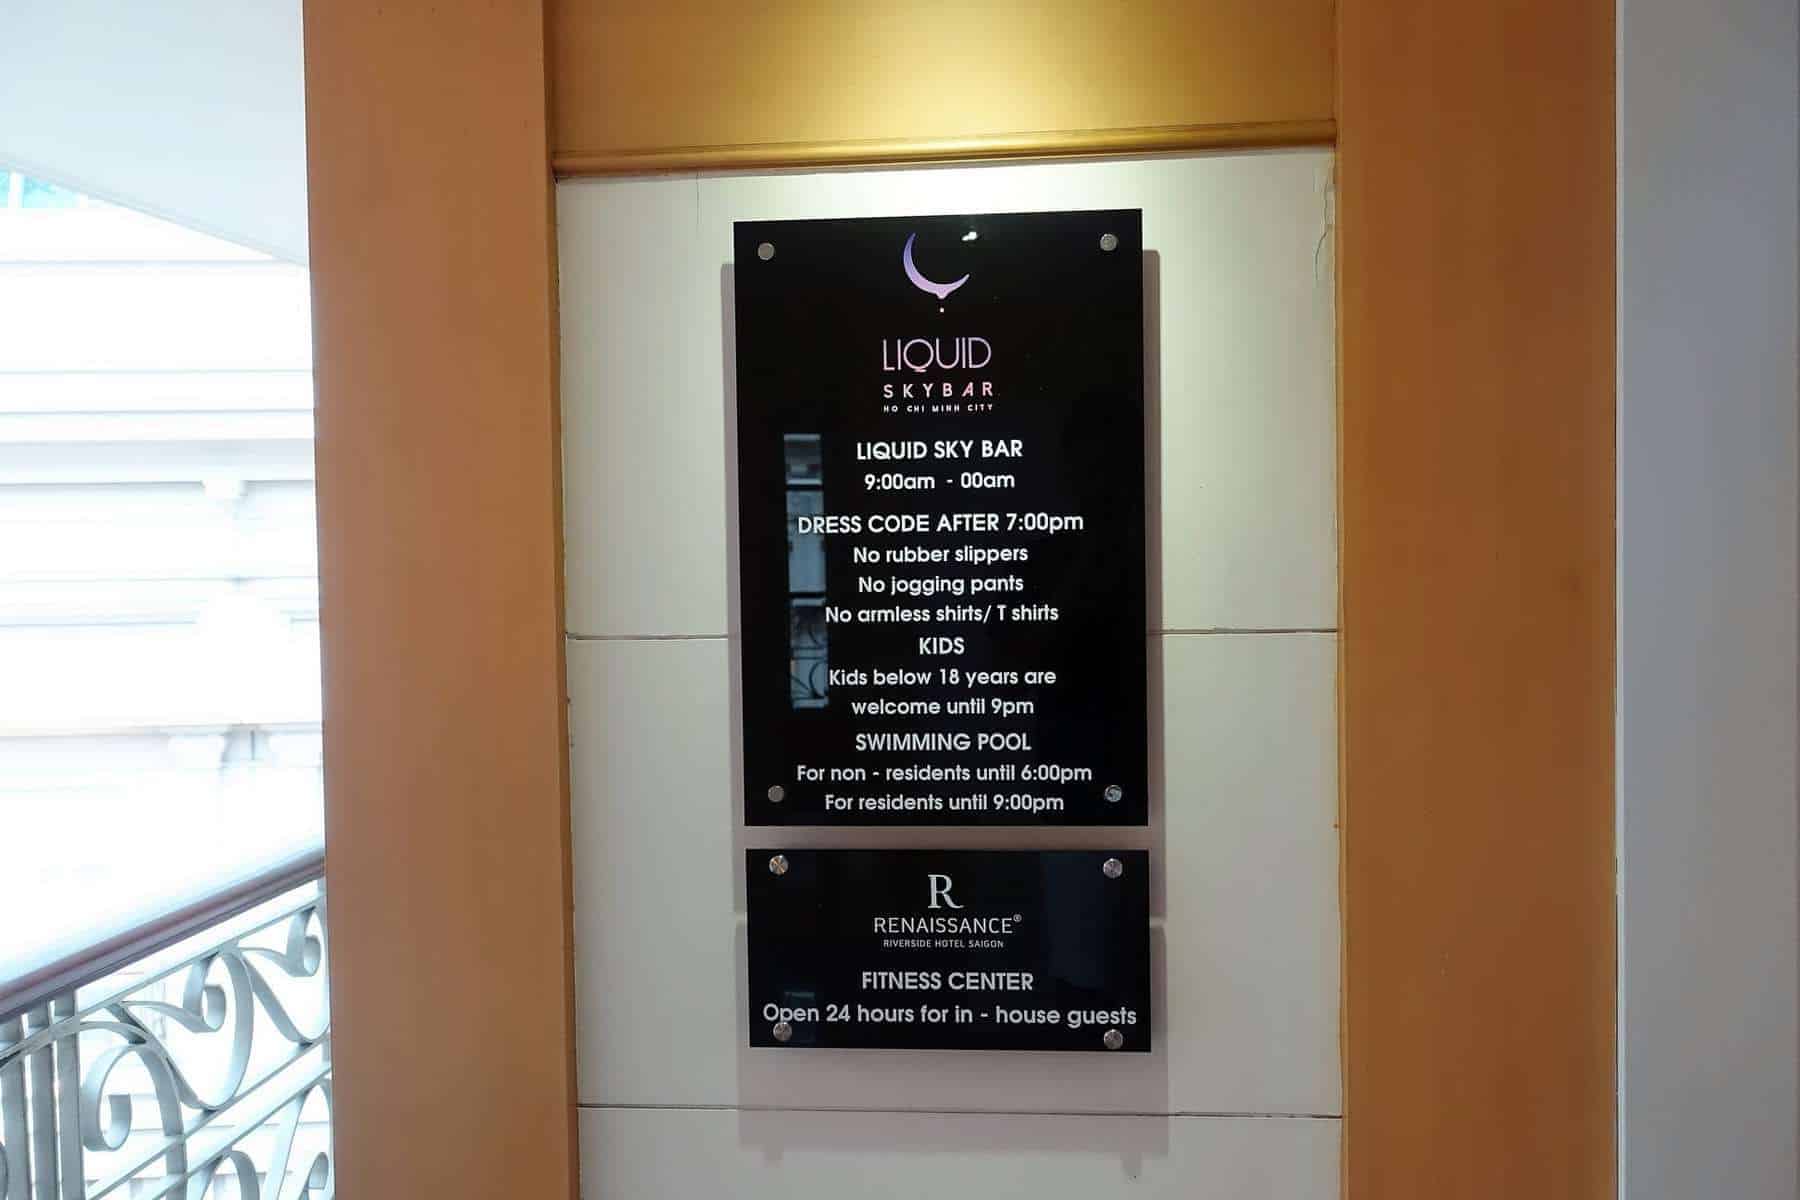 LIQUID
SKYBAR
HO CHI MINH CITY
LIQUID SKY BAR
9:00am - 00am
DRESS CODE AFTER 7:00pm
No rubber slippers
No jogging pants
No armless shirts/ T shirts
KIDS
Kids below 18 years are
welcome until 9pm
SWIMMING POOL
For non - residents until 6:00pm
For residents until 9:00pm
R
RENAISSANCE®
RIVERSIDE HOTEL SAIGON
FITNESS CENTER
Open 24 hours for in - house guests